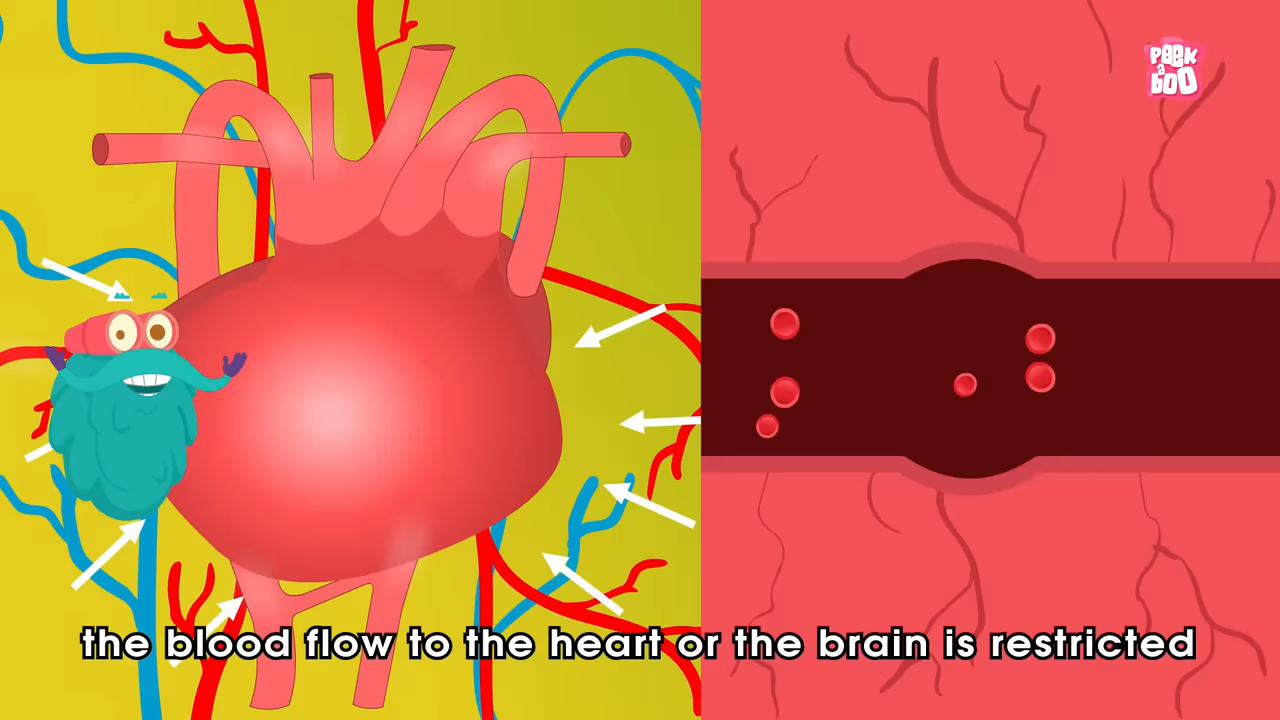 PEEK
a
bOO
the blood flow to the heart or the brain is restricted